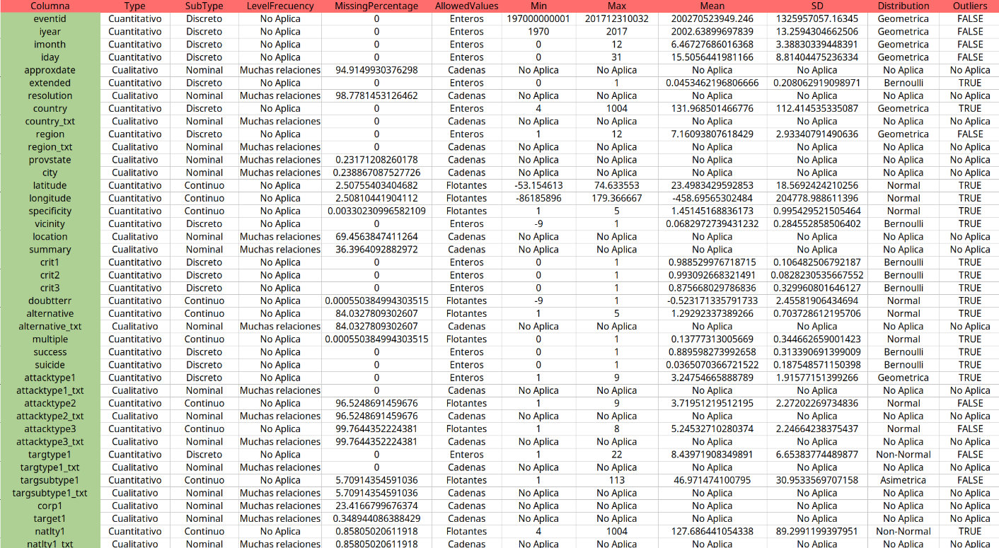 Columna Type SubType LevelFrecuency MissingPercentage AllowedValues Min Max Mean SD Distribution Outliers
eventid Cuantitativo Discreto No Aplica 0 Enteros 197000000001 201712310032 200270523949.246 1325957057.16345 Geometrica FALSE
iyear Cuantitativo Discreto No Aplica 0 Enteros 1970 2017 2002.63899697839 13.2594304662506 Geometrica FALSE
imonth Cuantitativo Discreto No Aplica 0 Enteros 0 12 6.46727686016368 3.38830339448391 Geometrica FALSE
iday Cuantitativo Discreto No Aplica 0 Enteros 0 31 15.5056441981166 8.81404475236334 Geometrica FALSE
approxdate Cualitativo Nominal Muchas relaciones 94.9149930376298 Cadenas No Aplica No Aplica No Aplica No Aplica No Aplica No Aplica
extended Cuantitativo Discreto No Aplica 0 Enteros 0 1 0.0453462196806666 0.208062919098971 Bernoulli TRUE
resolution Cualitativo Nominal Muchas relaciones 98.7781453126462 Cadenas No Aplica No Aplica No Aplica No Aplica No Aplica No Aplica
country Cuantitativo Discreto No Aplica 0 Enteros 4 1004 131.968501466776 112.414535335087 Geometrica TRUE
country_txt Cualitativo Nominal Muchas relaciones 0 Cadenas No Aplica No Aplica No Aplica No Aplica No Aplica No Aplica
region Cuantitativo Discreto No Aplica 0 Enteros 1 12 7.16093807618429 2.93340791490636 Geometrica FALSE
region_txt Cualitativo Nominal Muchas relaciones 0 Cadenas No Aplica No Aplica No Aplica No Aplica No Aplica No Aplica
provstate Cualitativo Nominal Muchas relaciones 0.23171208260178 Cadenas No Aplica No Aplica No Aplica No Aplica No Aplica No Aplica
city Cualitativo Nominal Muchas relaciones 0.238867087527726 Cadenas No Aplica No Aplica No Aplica No Aplica No Aplica No Aplica
latitude Cuantitativo Continuo No Aplica 2.50755403404682 Flotantes -53.154613 74.633553 23.4983429592853 18.5692424210256 Normal TRUE
longitude Cuantitativo Continuo No Aplica 2.50810441904112 Flotantes -86185896 179.366667 -458.69565302484 204778.988611396 Normal TRUE
specificity Cuantitativo Continuo No Aplica 0.00330230996582109 Flotantes 1 5 1.45145168836173 0.995429521505464 Normal TRUE
vicinity Cuantitativo Discreto No Aplica 0 Enteros -9 1 0.0682972739431232 0.284552858506402 Bernoulli TRUE
location Cualitativo Nominal Muchas relaciones 69.4563847411264 Cadenas No Aplica No Aplica No Aplica No Aplica No Aplica No Aplica
summary Cualitativo Nominal Muchas relaciones 36.3964092882972 Cadenas No Aplica No Aplica No Aplica No Aplica No Aplica No Aplica
crit1 Cuantitativo Discreto No Aplica 0 Enteros 0 1 0.988529976718715 0.106482506792187 Bernoulli TRUE
crit2 Cuantitativo Discreto No Aplica 0 Enteros 0 1 0.993092668321491 0.0828230535667552 Bernoulli TRUE
crit3 Cuantitativo Discreto No Aplica 0 Enteros 0 1 0.875668029786836 0.329960801646127 Bernoulli TRUE
doubtterr Cuantitativo Continuo No Aplica 0.000550384994303515 Flotantes -9 1 -0.523171335791733 2.45581906434694 Normal TRUE
alternative Cuantitativo Continuo No Aplica 84.0327809302607 Flotantes 1 5 1.29292337389266 0.703728612195706 Normal TRUE
alternative_txt Cualitativo Nominal Muchas relaciones 84.0327809302607 Cadenas No Aplica No Aplica No Aplica No Aplica No Aplica No Aplica
multiple Cuantitativo Continuo No Aplica 0.000550384994303515 Flotantes 0 1 0.13777313005669 0.344662659001423 Normal TRUE
success Cuantitativo Discreto No Aplica 0 Enteros 0 1 0.889598273992658 0.313390691399009 Bernoulli TRUE
suicide Cuantitativo Discreto No Aplica 0 Enteros 0 1 0.0365070366721522 0.187548571150398 Bernoulli TRUE
attacktype1 Cuantitativo Discreto No Aplica 0 Enteros 1 9 3.24754665888789 1.91577151399266 Geometrica TRUE
attacktype1_txt Cualitativo Nominal Muchas relaciones 0 Cadenas No Aplica No Aplica No Aplica No Aplica No Aplica No Aplica
attacktype2 Cuantitativo Continuo No Aplica 96.5248691459676 Flotantes 1 9 3.71951219512195 2.27202269734836 Normal FALSE
attacktype2_txt Cualitativo Nominal Muchas relaciones 96.5248691459676 Cadenas No Aplica No Aplica No Aplica No Aplica No Aplica No Aplica
attacktype3 Cuantitativo Continuo No Aplica 99.7644352224381 Flotantes 1 8 5.24532710280374 2.24664238375437 Normal FALSE
attacktype3_txt Cualitativo Nominal Muchas relaciones 99.7644352224381 Cadenas No Aplica No Aplica No Aplica No Aplica No Aplica No Aplica
targtype1 Cuantitativo Discreto No Aplica 0 Enteros 1 22 8.43971908349891 6.65383774489877 Non-Normal FALSE
targtype1_txt Cualitativo Nominal Muchas relaciones 0 Cadenas No Aplica No Aplica No Aplica No Aplica No Aplica No Aplica
targsubtype1 Cuantitativo Continuo No Aplica 5.70914354591036 Flotantes 1 113 46.971474100795 30.9533569707158 Asimetrica FALSE
targsubtype1_txt Cualitativo Nominal Muchas relaciones 5.70914354591036 Cadenas No Aplica No Aplica No Aplica No Aplica No Aplica No Aplica
corp1 Cualitativo Nominal Muchas relaciones 23.4166799676374 Cadenas No Aplica No Aplica No Aplica No Aplica No Aplica No Aplica
target1 Cualitativo Nominal Muchas relaciones 0.348944086388429 Cadenas No Aplica No Aplica No Aplica No Aplica No Aplica No Aplica
natlty1 Cuantitativo Continuo No Aplica 0.85805020611918 Flotantes 4 1004 127.686441054338 89.2991199397951 Non-Normal TRUE
natlty1_txt Cualitativo Nominal Muchas relaciones 0.85805020611918 Cadenas No Aplica No Aplica No Aplica No Aplica No Aplica No Aplica